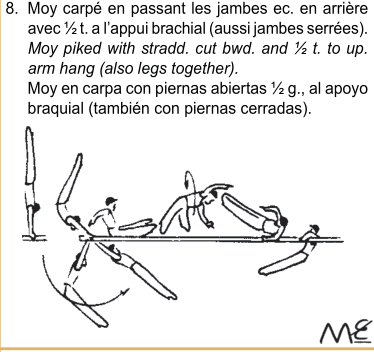 8. Moy carpé en passant les jambes ec. en arrière
avec ½ t. a l'appui brachial (aussi jambes serrées).
Moy piked with stradd. cut bwd. and ½ t. to up.
arm hang (also legs together).
Moy en carpa con piernas abiertas ½ g., al apoyo
braquial (también con piernas cerradas).
ME